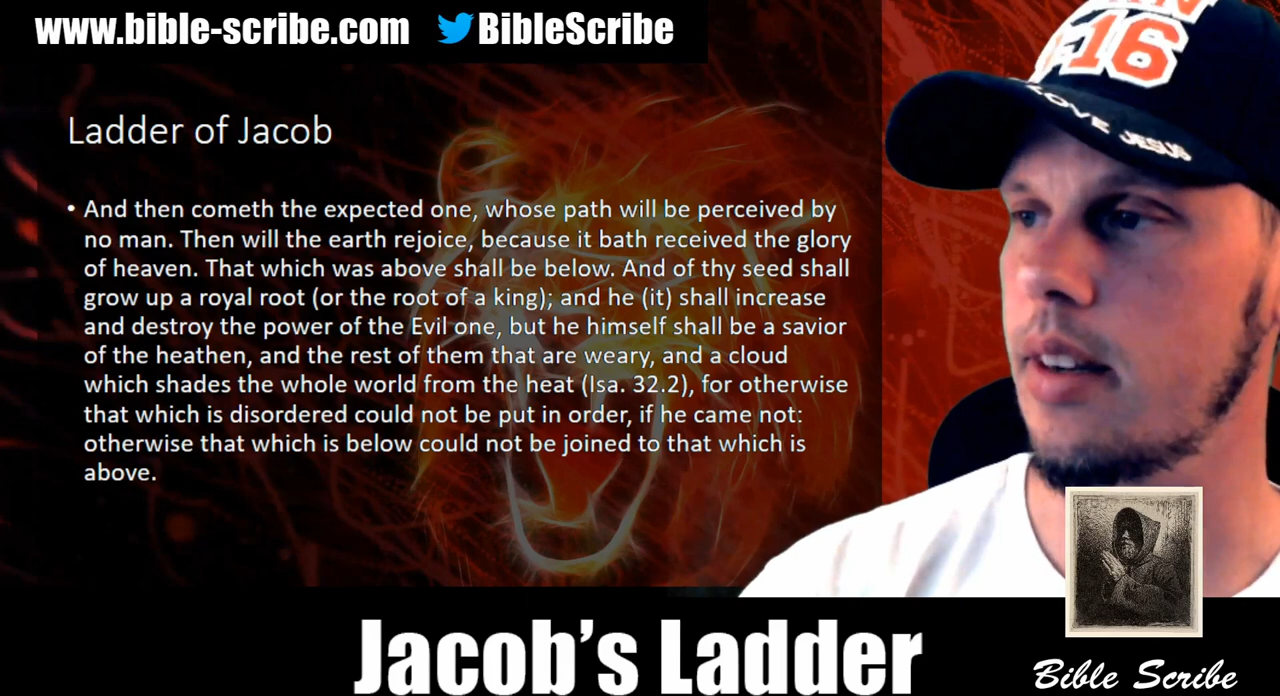 www.bible-scribe.com BibleScribe
16
LOVE JESUS
Ladder of Jacob
• And then cometh the expected one, whose path will be perceived by
no man. Then will the earth rejoice, because it bath received the glory
of heaven. That which was above shall be below. And of thy seed shall
grow up a royal root (or the root of a king); and he (it) shall increase
and destroy the power of the Evil one, but he himself shall be a savior
of the heathen, and the rest of them that are weary, and a cloud
which shades the whole world from the heat (Isa. 32.2), for otherwise
that which is disordered could not be put in order, if he came not:
otherwise that which is below could not be joined to that which is
above.
Jacob's Ladder
Bible Scribe